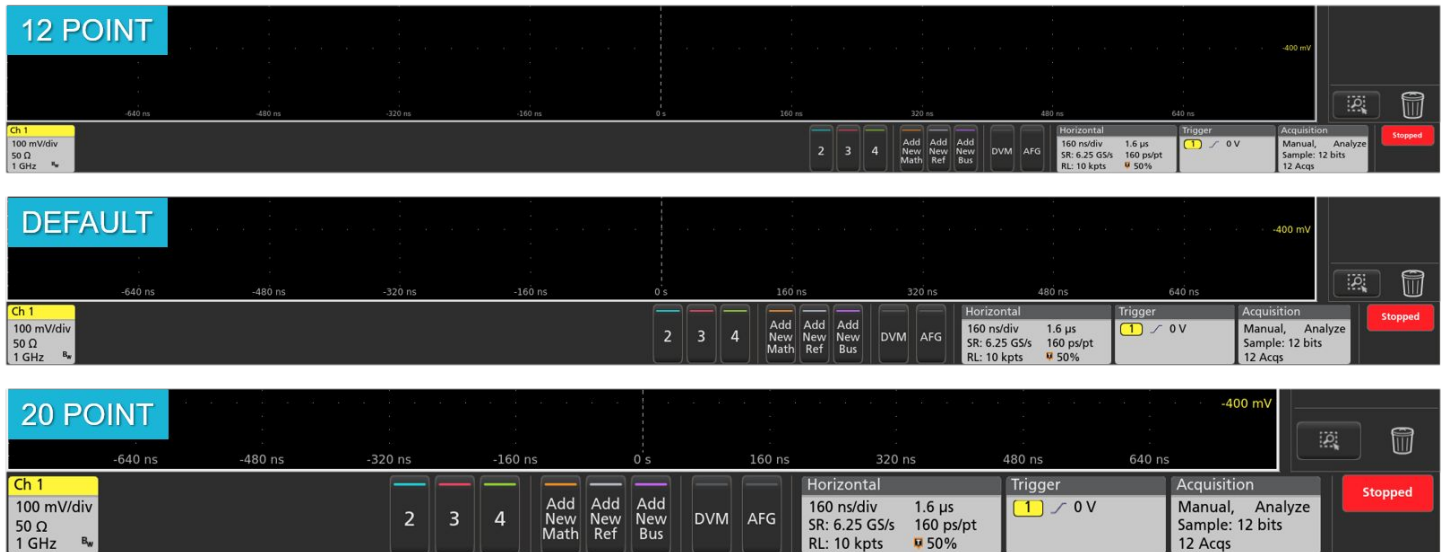 12 POINT
-400 mV
-640 ns -480 ns -320 ns -160 ns 0 s 160 ns 320 ns 480 ns 640 ns
Ch 1 Horizontal Trigger Acquisition
100 mV/div 2 3 4 Add New Math Add New Ref Add New Bus DVM AFG 160 ns/div 1.6 µs 1 0 V Manual, Analyze Stopped
50 Ω SR: 6.25 GS/s 160 ps/pt Sample: 12 bits
1 GHz Bw RL: 10 kpts 50% 12 Acqs
DEFAULT
-400 mV
-640 ns -480 ns -320 ns -160 ns 0 s 160 ns 320 ns 480 ns 640 ns
Ch 1 Horizontal Trigger Acquisition
100 mV/div 2 3 4 Add New Math Add New Ref Add New Bus DVM AFG 160 ns/div 1.6 µs 1 0 V Manual, Analyze Stopped
50 Ω SR: 6.25 GS/s 160 ps/pt Sample: 12 bits
1 GHz Bw RL: 10 kpts 50% 12 Acqs
20 POINT
-400 mV
-640 ns -480 ns -320 ns -160 ns 0 s 160 ns 320 ns 480 ns 640 ns
Ch 1 Horizontal Trigger Acquisition
100 mV/div 2 3 4 Add New Math Add New Ref Add New Bus DVM AFG 160 ns/div 1.6 µs 1 0 V Manual, Analyze Stopped
50 Ω SR: 6.25 GS/s 160 ps/pt Sample: 12 bits
1 GHz Bw RL: 10 kpts 50% 12 Acqs